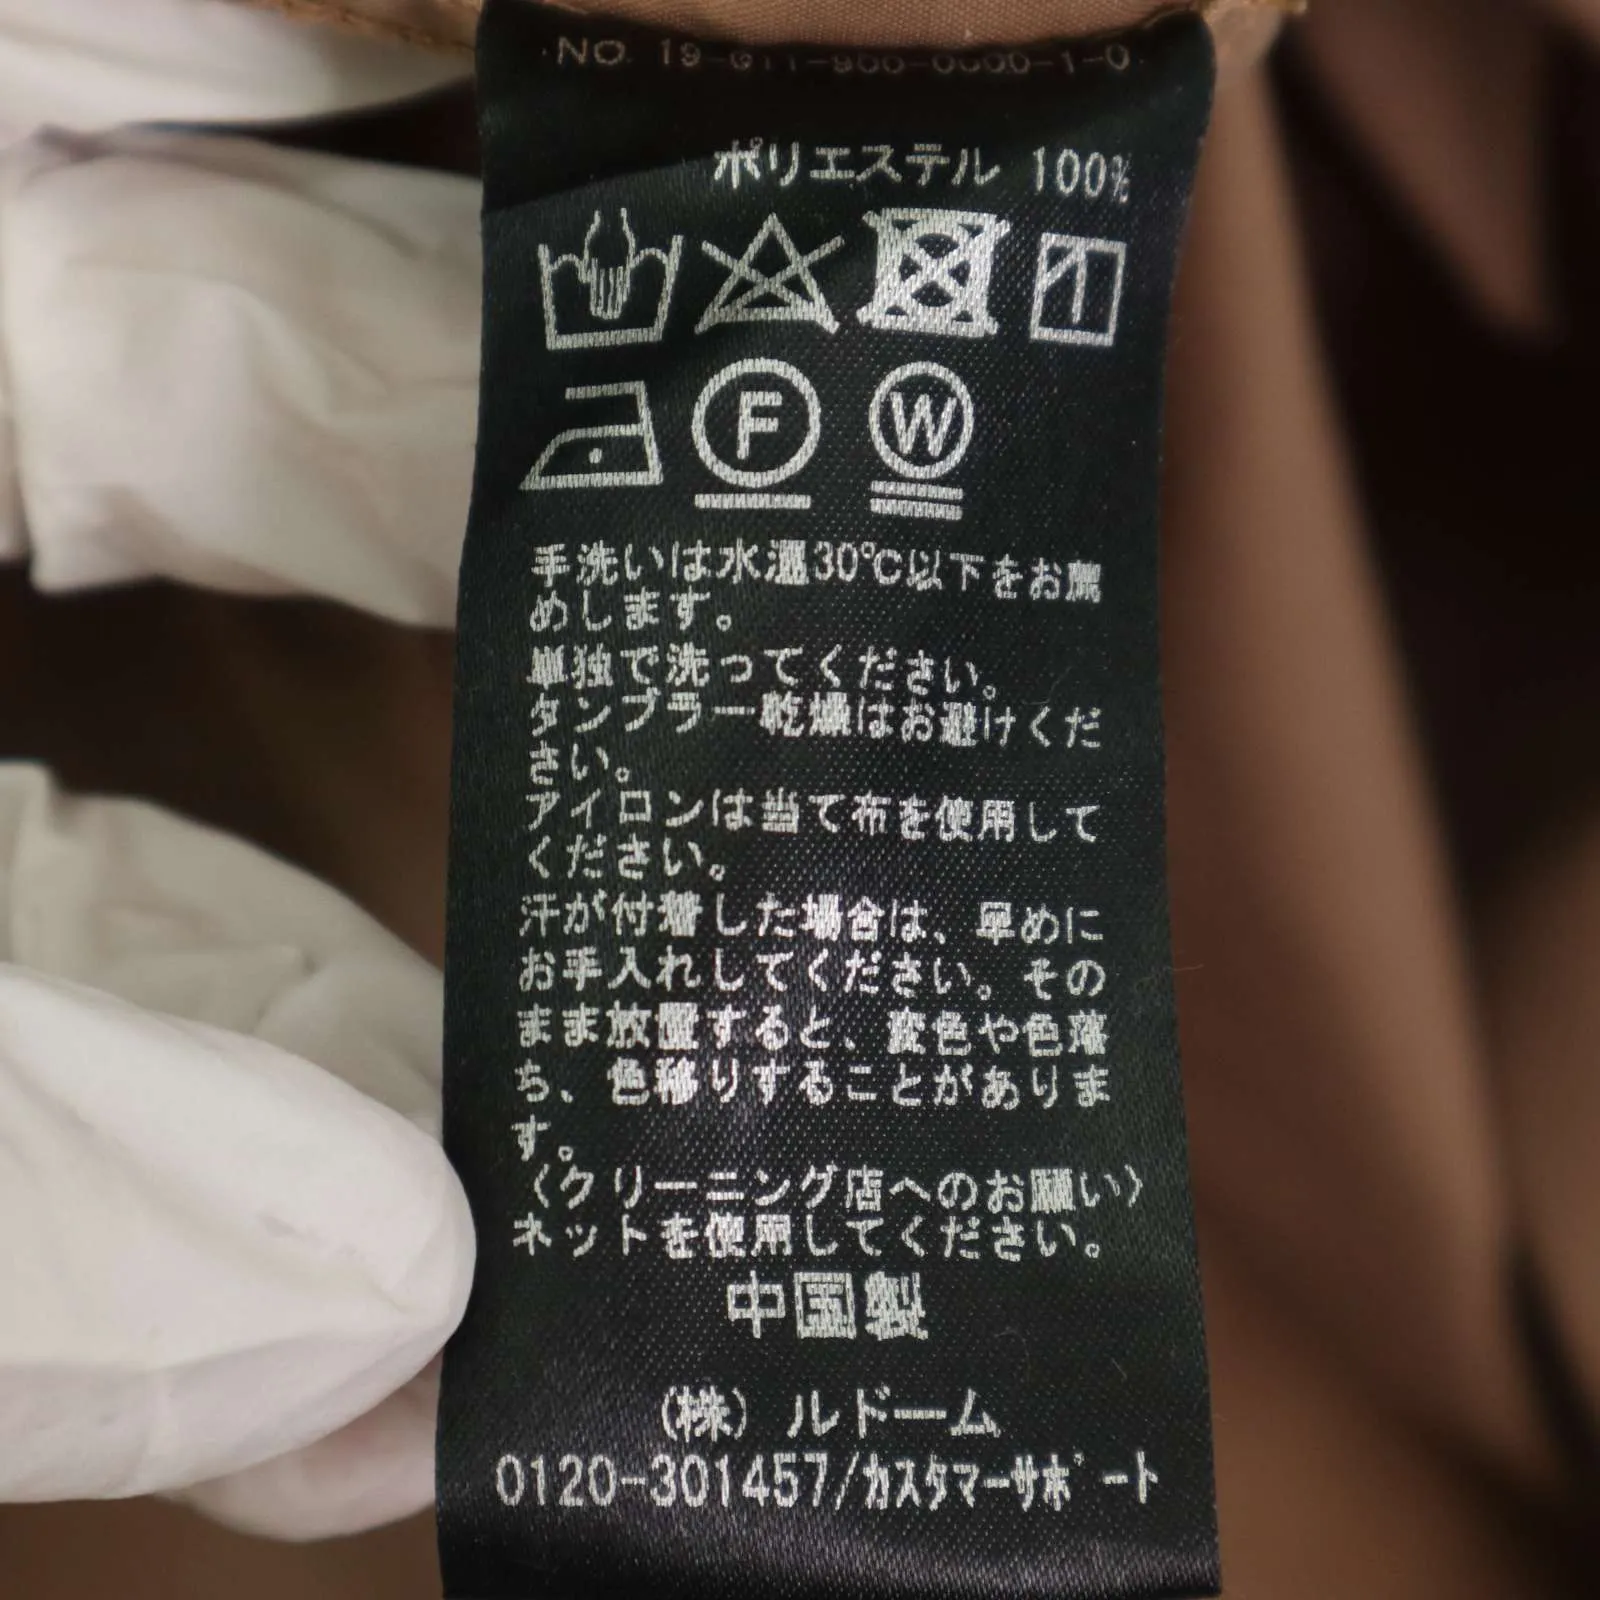 ポリエステル 100%
F
W
手洗いは水温30℃以下をお薦
めします。
単独で洗ってください。
タンブラー乾燥はお避けくだ
さい。
アイロンは当て布を使用して
ください。
汗が付着した場合は、早めに
お手入れしてください。その
まま放置すると、変色や色落
ち、色移りすることがありま
す。
〈クリーニング店へのお願い〉
ネットを使用してください。
中国製
(株) ルドーム
0120-301457/ｶｽﾀﾏｰｻﾎﾟｰﾄ